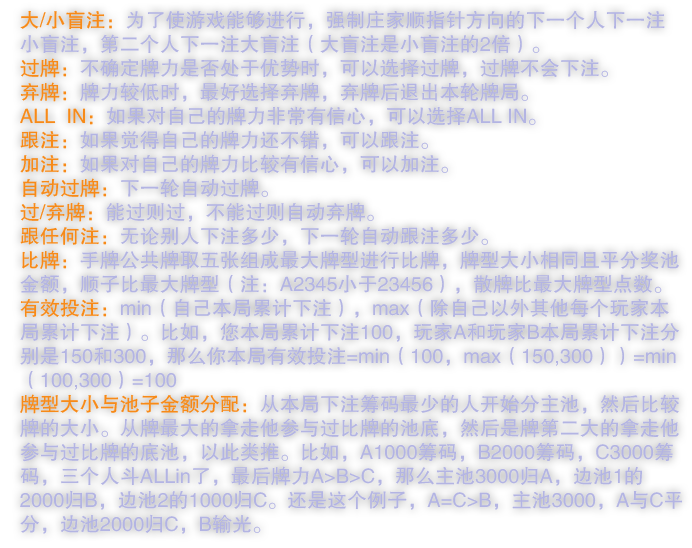 大/小盲注：为了使游戏能够进行，强制庄家顺指针方向的下一个人下一注
小盲注，第二个人下一注大盲注（大盲注是小盲注的2倍）。
过牌：不确定牌力是否处于优势时，可以选择过牌，过牌不会下注。
弃牌：牌力较低时，最好选择弃牌，弃牌后退出本轮牌局。
ALL IN：如果对自己的牌力非常有信心，可以选择ALL IN。
跟注：如果觉得自己的牌力还不错，可以跟注。
加注：如果对自己的牌力比较有信心，可以加注。
自动过牌：下一轮自动过牌。
过/弃牌：能过则过，不能过则自动弃牌。
跟任何注：无论别人下注多少，下一轮自动跟注多少。
比牌：手牌公共牌取五张组成最大牌型进行比牌，牌型大小相同且平分奖池
金额，顺子比最大牌型（注：A2345小于23456），散牌比最大牌型点数。
有效投注：min（自己本局累计下注），max（除自己以外其他每个玩家本
局累计下注）。比如，您本局累计下注100，玩家A和玩家B本局累计下注分
别是150和300，那么你本局有效投注=min（100，max（150,300））=min
（100,300）=100
牌型大小与池子金额分配：从本局下注筹码最少的人开始分主池，然后比较
牌的大小。从牌最大的拿走他参与过比牌的池底，然后是牌第二大的拿走他
参与过比牌的底池，以此类推。比如，A1000筹码，B2000筹码，C3000筹
码，三个人斗ALLin了，最后牌力A>B>C，那么主池3000归A，边池1的
2000归B，边池2的1000归C。还是这个例子，A=C>B，主池3000，A与C平
分，边池2000归C，B输光。